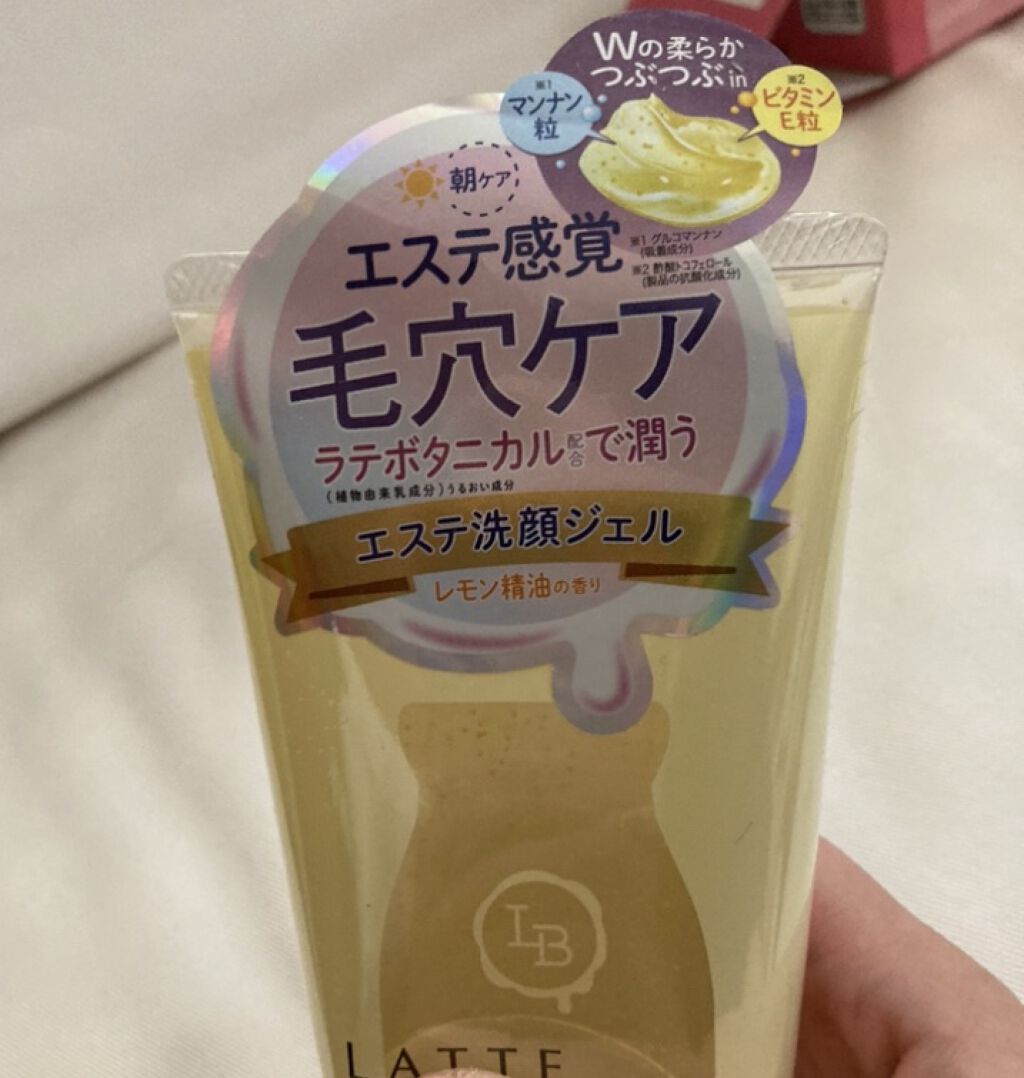 Wの柔らか
つぶつぶin
※1
マンナン
粒
※2
ビタミン
E粒
朝ケア
エステ感覚
※1 グルコマンナン
(吸着成分)
※2 酢酸トコフェロール
(製品の抗酸化成分)
毛穴ケア
ラテボタニカル配合で潤う
(植物由来乳成分)うるおい成分
エステ洗顔ジェル
レモン精油の香り
LB
LATTE